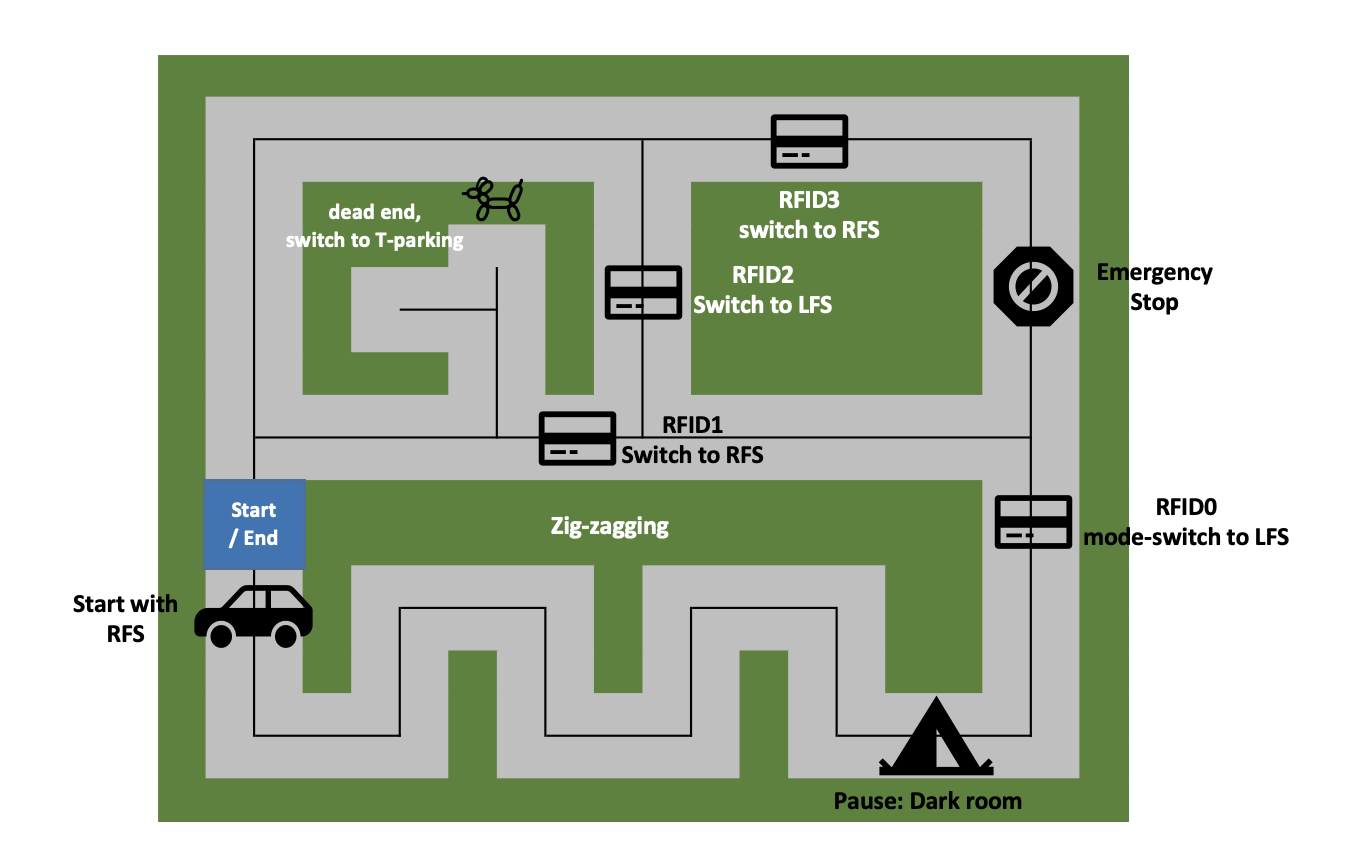 RFID3
switch to RFS
dead end,
switch to T-parking
RFID2
Switch to LFS
Emergency
Stop
RFID1
Switch to RFS
Start
/ End
Zig-zagging
RFID0
mode-switch to LFS
Start with
RFS
Pause: Dark room